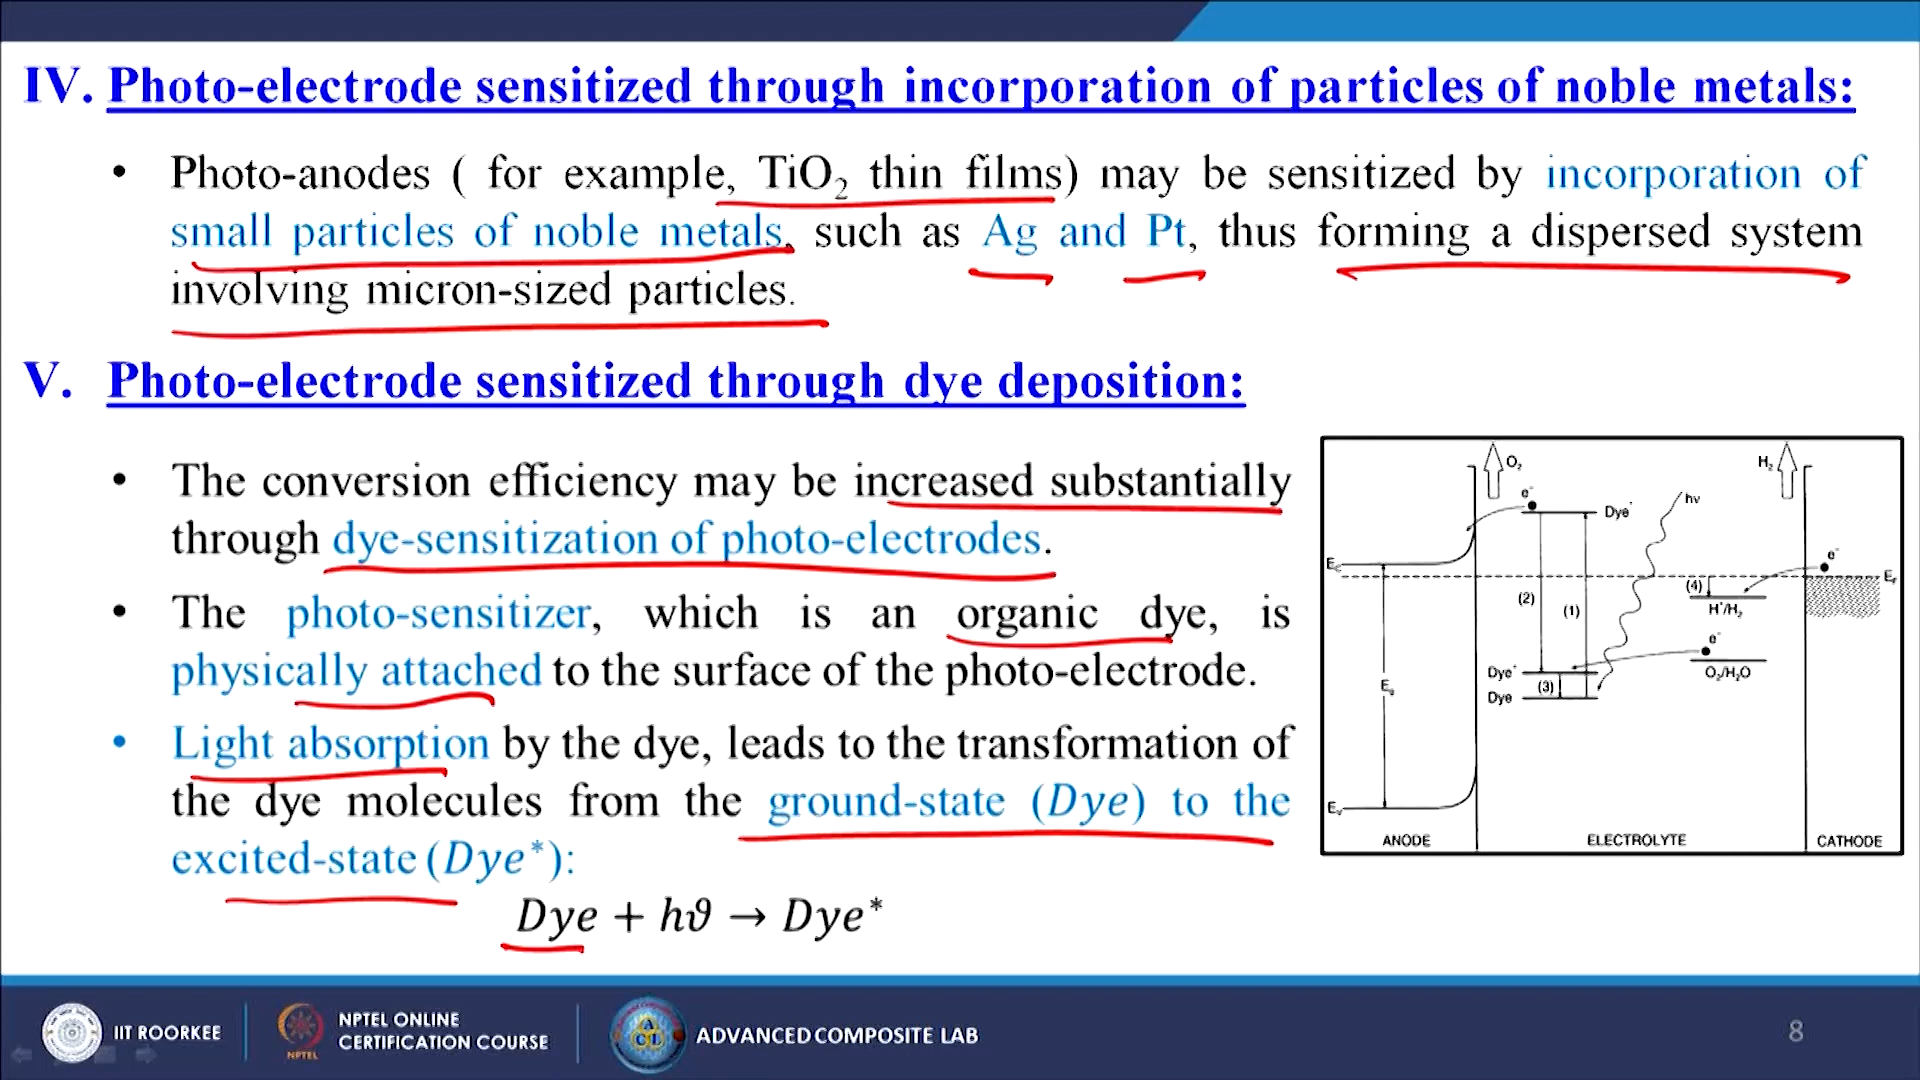 IV. Photo-electrode sensitized through incorporation of particles of noble metals:
• Photo-anodes ( for example, TiO₂ thin films) may be sensitized by incorporation of
small particles of noble metals, such as Ag and Pt, thus forming a dispersed system
involving micron-sized particles.
V. Photo-electrode sensitized through dye deposition:
• The conversion efficiency may be increased substantially
through dye-sensitization of photo-electrodes.
• The photo-sensitizer, which is an organic dye, is
physically attached to the surface of the photo-electrode.
• Light absorption by the dye, leads to the transformation of
the dye molecules from the ground-state (Dye) to the
excited-state (Dye*):
Dye + hϑ → Dye*
O₂
H₂
e⁻
Dye*
hν
e⁻
E_C
E_F
(4)
(2)
(1)
H⁺/H₂
e⁻
Dye⁺
O₂/H₂O
E_g
(3)
Dye
E_V
ANODE
ELECTROLYTE
CATHODE
IIT ROORKEE
NPTEL
NPTEL ONLINE
CERTIFICATION COURSE
ADVANCED COMPOSITE LAB
8